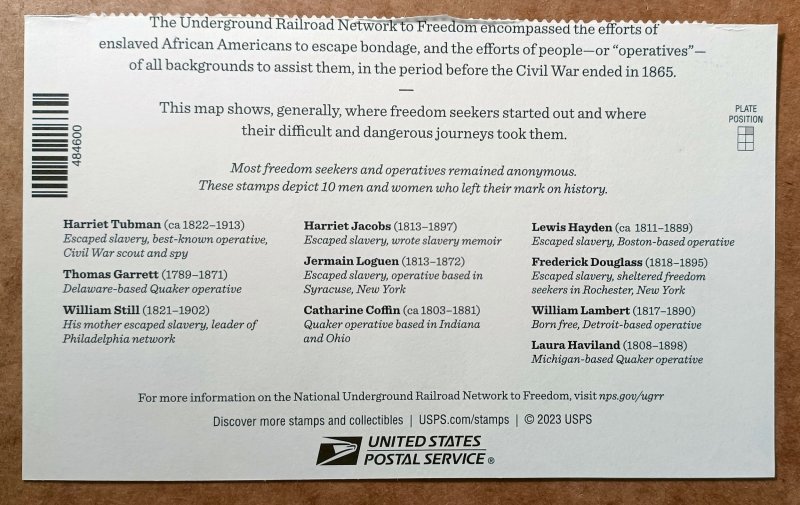 The Underground Railroad Network to Freedom encompassed the efforts of
enslaved African Americans to escape bondage, and the efforts of people—or “operatives”—
of all backgrounds to assist them, in the period before the Civil War ended in 1865.
—
This map shows, generally, where freedom seekers started out and where
their difficult and dangerous journeys took them.
484600
PLATE
POSITION
Most freedom seekers and operatives remained anonymous.
These stamps depict 10 men and women who left their mark on history.
Harriet Tubman (ca 1822–1913)
Escaped slavery, best-known operative,
Civil War scout and spy
Thomas Garrett (1789–1871)
Delaware-based Quaker operative
William Still (1821–1902)
His mother escaped slavery, leader of
Philadelphia network
Harriet Jacobs (1813–1897)
Escaped slavery, wrote slavery memoir
Jermain Loguen (1813–1872)
Escaped slavery, operative based in
Syracuse, New York
Catharine Coffin (ca 1803–1881)
Quaker operative based in Indiana
and Ohio
Lewis Hayden (ca 1811–1889)
Escaped slavery, Boston-based operative
Frederick Douglass (1818–1895)
Escaped slavery, sheltered freedom
seekers in Rochester, New York
William Lambert (1817–1890)
Born free, Detroit-based operative
Laura Haviland (1808–1898)
Michigan-based Quaker operative
For more information on the National Underground Railroad Network to Freedom, visit nps.gov/ugrr
Discover more stamps and collectibles | USPS.com/stamps | © 2023 USPS
UNITED STATES
POSTAL SERVICE®